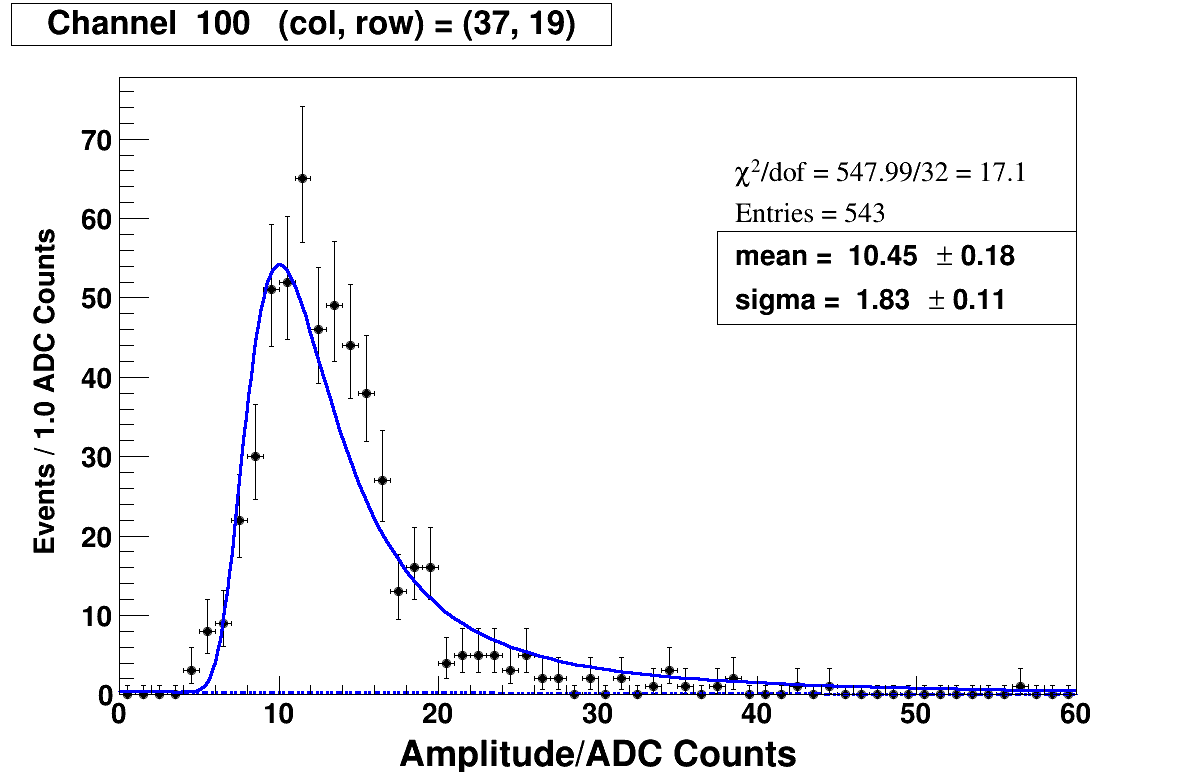 Channel 100 (col, row) = (37, 19)
χ²/dof = 547.99/32 = 17.1
Entries = 543
mean = 10.45 ± 0.18
sigma = 1.83 ± 0.11
Events / 1.0 ADC Counts
70
60
50
40
30
20
10
0
0 10 20 30 40 50 60
Amplitude/ADC Counts